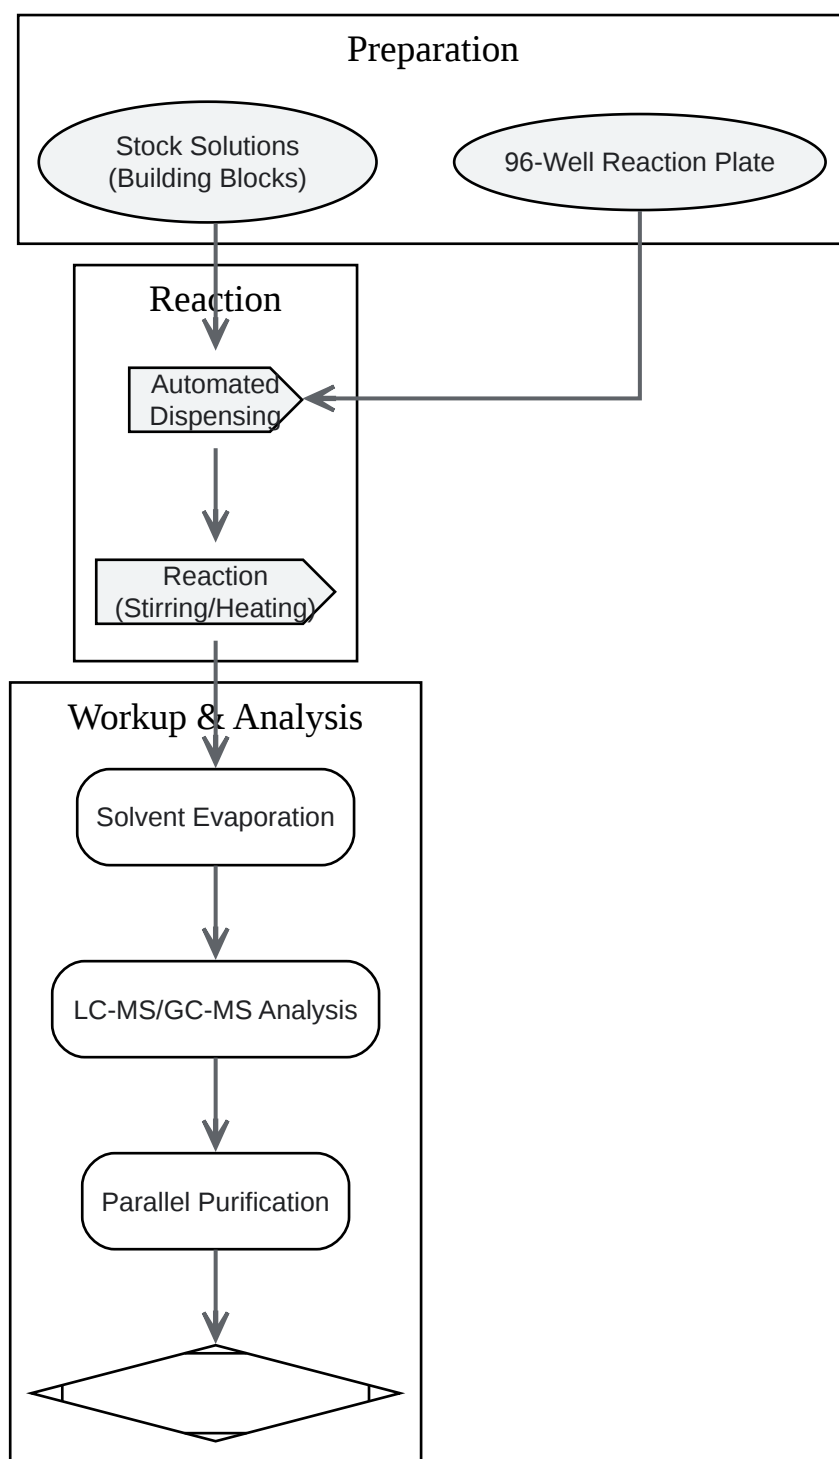 Preparation
Stock Solutions
(Building Blocks)
96-Well Reaction Plate
Reaction
Automated
Dispensing
Reaction
(Stirring/Heating)
Workup & Analysis
Solvent Evaporation
LC-MS/GC-MS Analysis
Parallel Purification